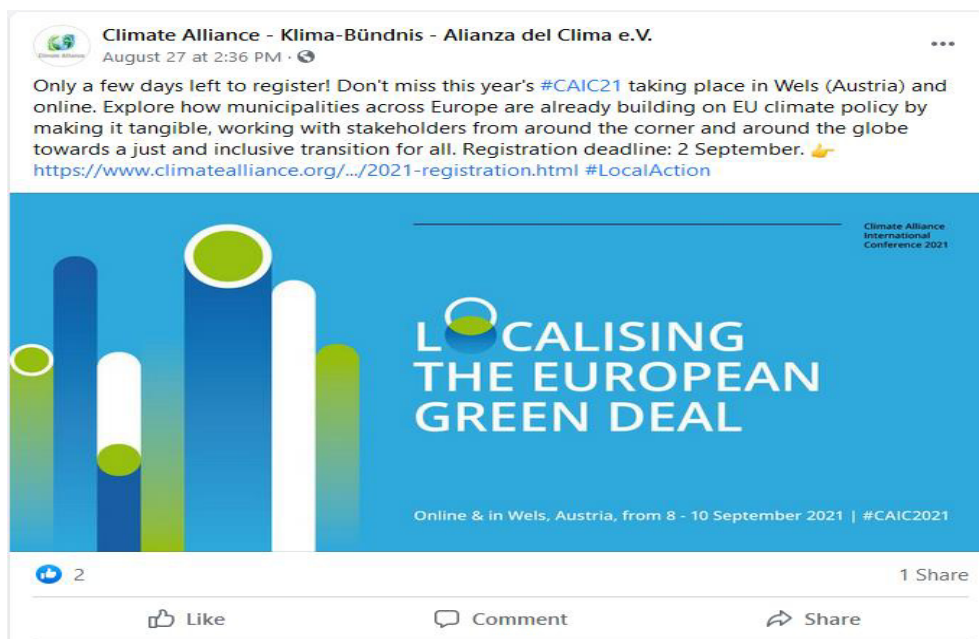 Climate Alliance - Klima-Bündnis - Alianza del Clima e.V.
August 27 at 2:36 PM ·
Only a few days left to register! Don't miss this year's #CAIC21 taking place in Wels (Austria) and
online. Explore how municipalities across Europe are already building on EU climate policy by
making it tangible, working with stakeholders from around the corner and around the globe
towards a just and inclusive transition for all. Registration deadline: 2 September. 👉
https://www.climatealliance.org/.../2021-registration.html #LocalAction
Climate Alliance
International
Conference 2021
LOCALISING
THE EUROPEAN
GREEN DEAL
Online & in Wels, Austria, from 8 - 10 September 2021 | #CAIC2021
2
1 Share
Like
Comment
Share